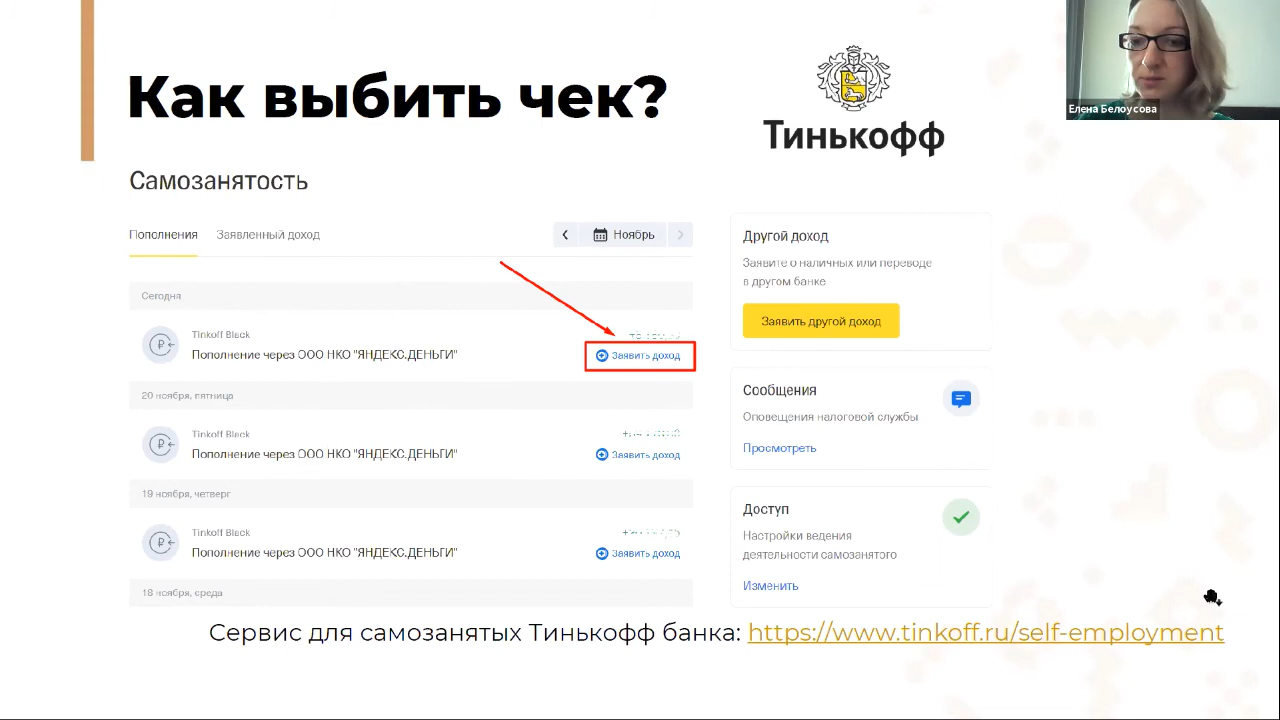 Как выбить чек?
Тинькофф
Елена Белоусова
Самозанятость
Пополнения
Заявленный доход
Ноябрь
Сегодня
Tinkoff Black
Пополнение через ООО НКО "ЯНДЕКС.ДЕНЬГИ"
Заявить доход
20 ноября, пятница
Tinkoff Black
Пополнение через ООО НКО "ЯНДЕКС.ДЕНЬГИ"
Заявить доход
19 ноября, четверг
Tinkoff Black
Пополнение через ООО НКО "ЯНДЕКС.ДЕНЬГИ"
Заявить доход
18 ноября, среда
Другой доход
Заявите о наличных или переводе
в другом банке
Заявить другой доход
Сообщения
Оповещения налоговой службы
Просмотреть
Доступ
Настройки ведения
деятельности самозанятого
Изменить
Сервис для самозанятых Тинькофф банка: https://www.tinkoff.ru/self-employment